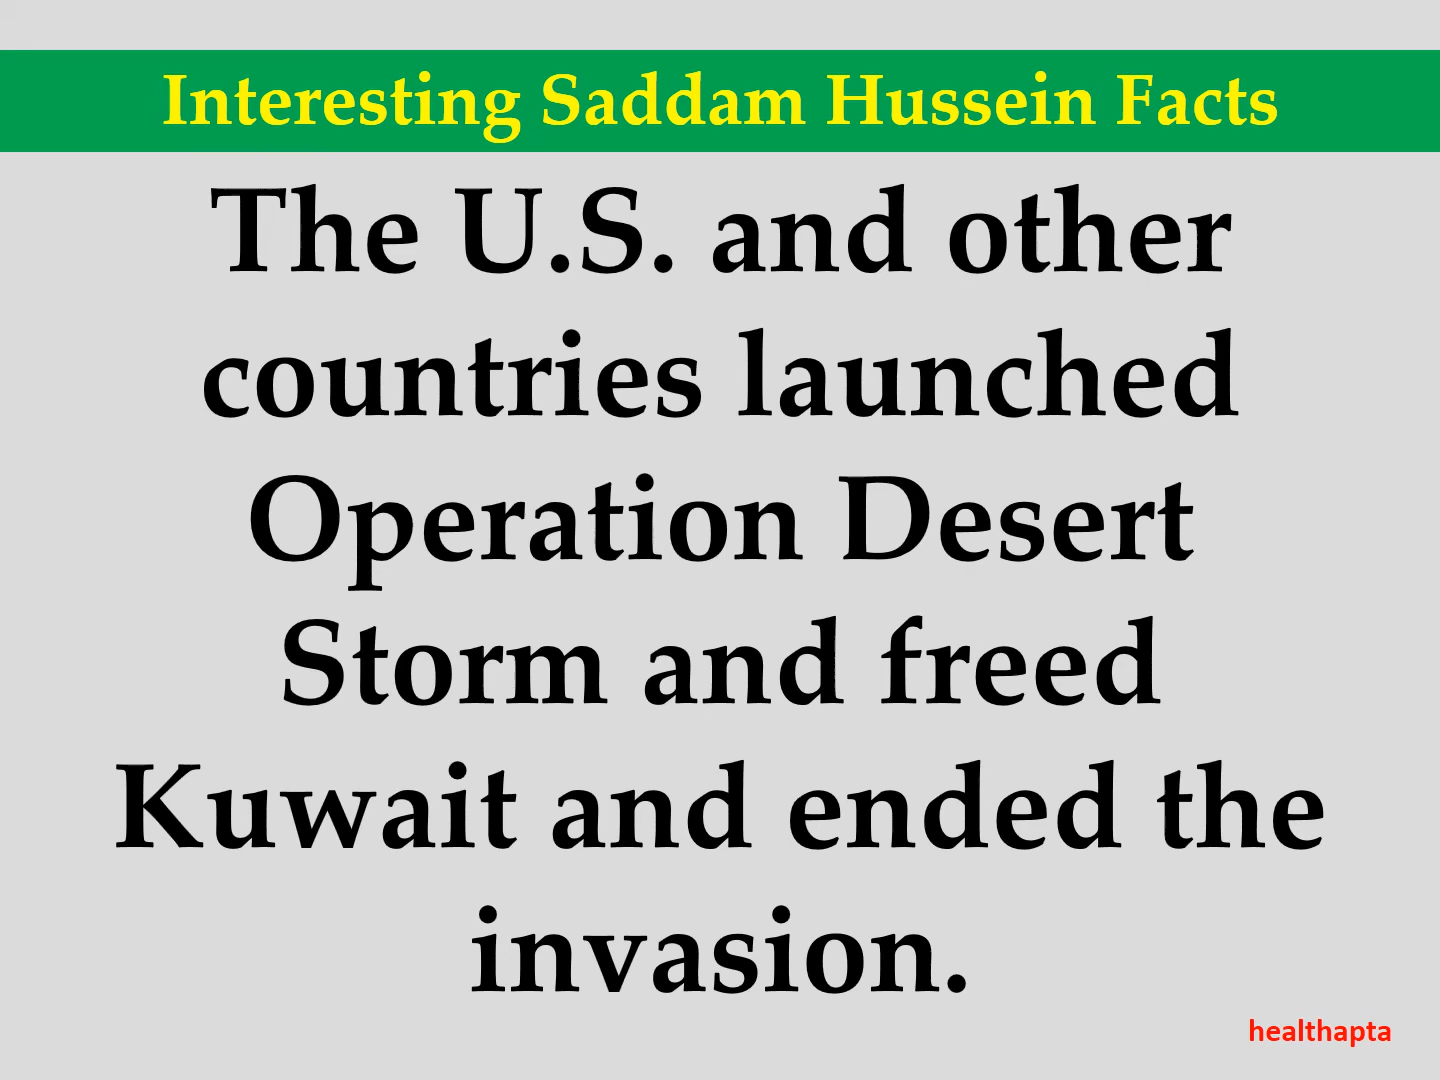 Interesting Saddam Hussein Facts
The U.S. and other
countries launched
Operation Desert
Storm and freed
Kuwait and ended the
invasion.
healthapta